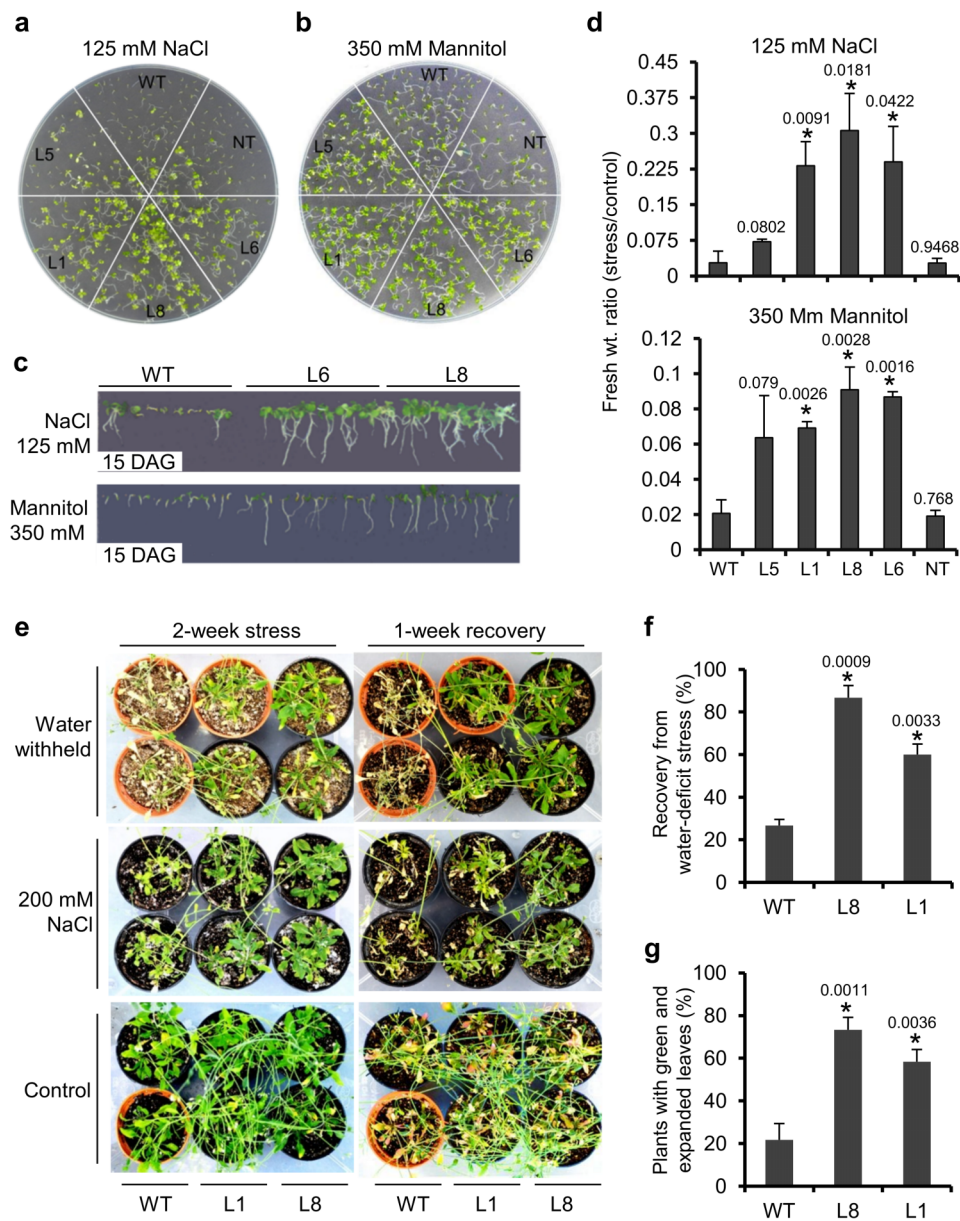 a
125 mM NaCl
WT
NT
L5
L1
L6
L8
b
350 mM Mannitol
WT
NT
L5
L1
L6
L8
c
WT L6 L8
NaCl
125 mM
15 DAG
Mannitol
350 mM
15 DAG
d
Fresh wt. ratio (stress/control)
125 mM NaCl
0.45
0.375
0.3
0.225
0.15
0.075
0
0.0802
0.0091
*
0.0181
*
0.0422
*
0.9468
350 Mm Mannitol
0.12
0.1
0.08
0.06
0.04
0.02
0
0.079
0.0026
*
0.0028
*
0.0016
*
0.768
WT L5 L1 L8 L6 NT
e
2-week stress 1-week recovery
Water
withheld
200 mM
NaCl
Control
WT L1 L8 WT L1 L8
f
Recovery from
water-deficit stress (%)
100
80
60
40
20
0
0.0009
*
0.0033
*
WT L8 L1
g
Plants with green and
expanded leaves (%)
100
80
60
40
20
0
0.0011
*
0.0036
*
WT L8 L1